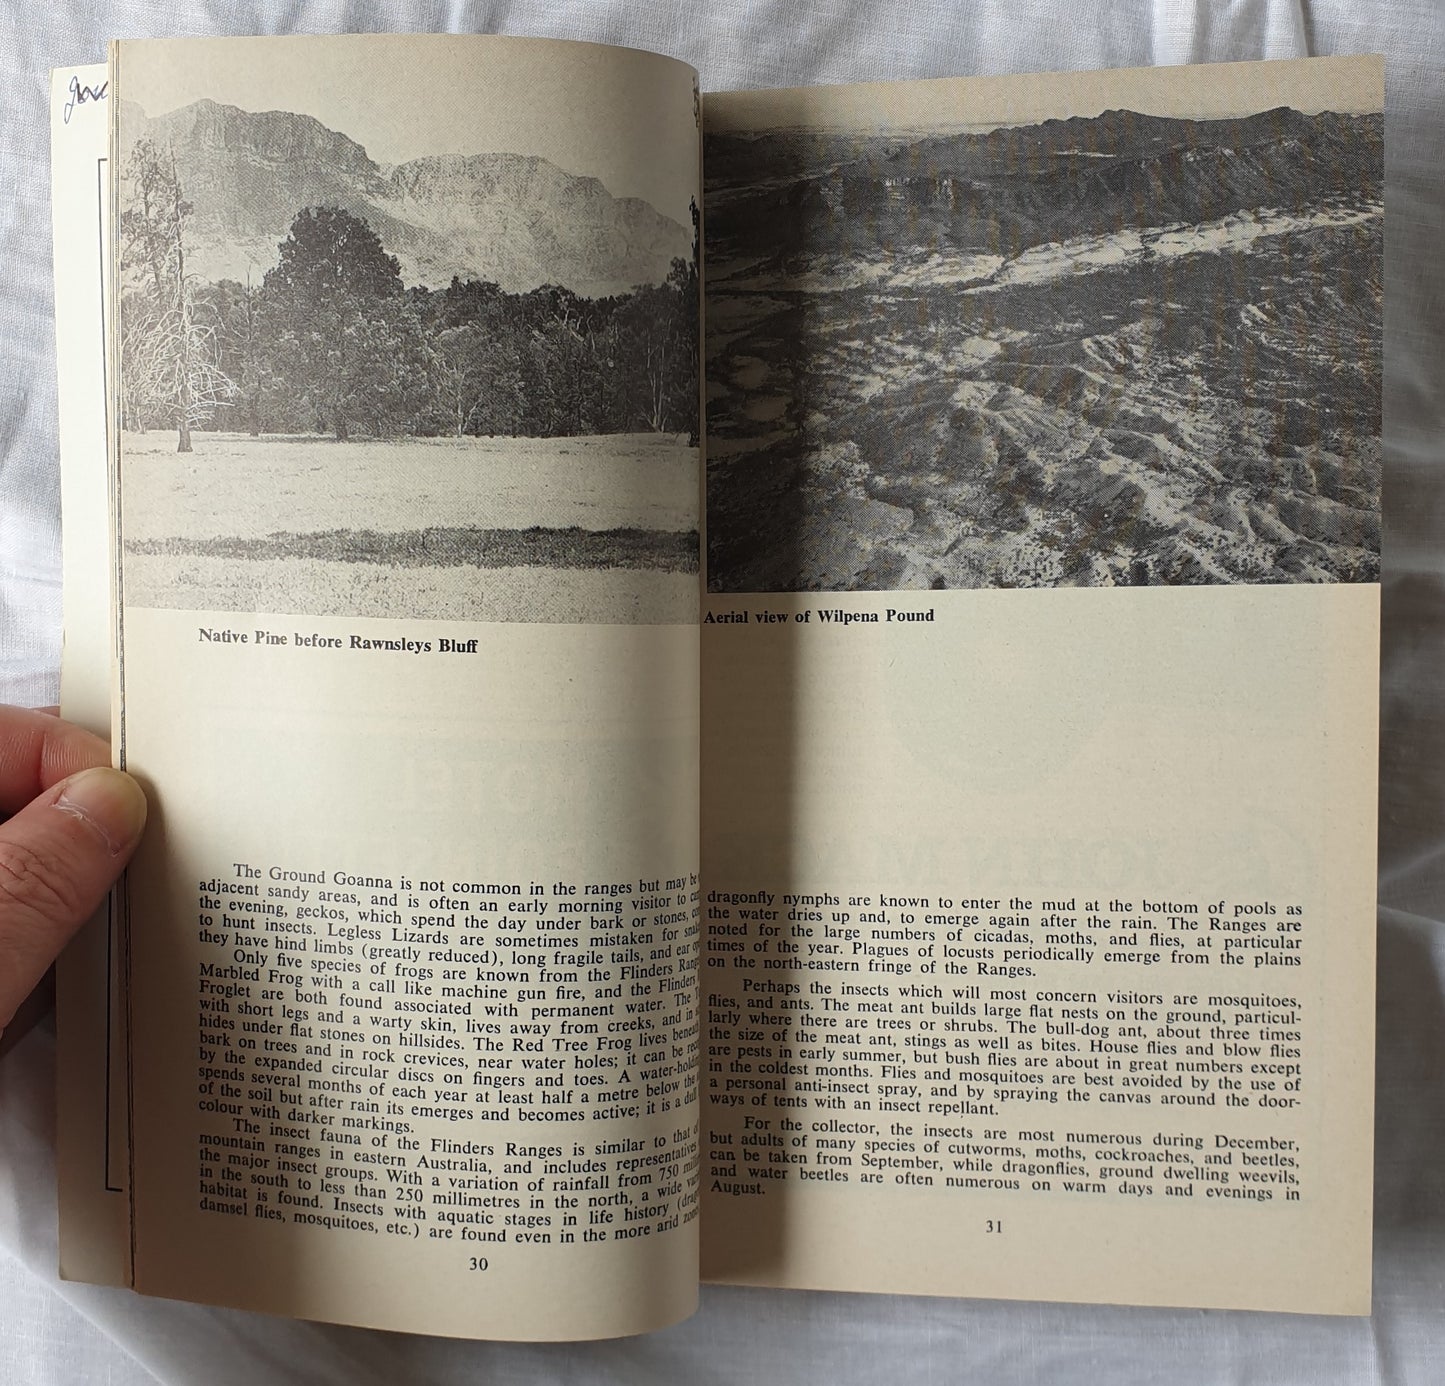 Native Pine before Rawnsleys Bluff
The Ground Goanna is not common in the ranges but may be
adjacent sandy areas, and is often an early morning visitor to
the evening, geckos, which spend the day under bark or stones,
to hunt insects. Legless Lizards are sometimes mistaken for
they have hind limbs (greatly reduced), long fragile tails, and ear
Only five species of frogs are known from the Flinders
Marbled Frog with a call like machine gun fire, and the Flinders
Froglet are both found associated with permanent water. The
with short legs and a warty skin, lives away from creeks, and in
hides under flat stones on hillsides. The Red Tree Frog lives
bark on trees and in rock crevices, near water holes; it can be
by the expanded circular discs on fingers and toes. A
spends several months of each year at least half a metre below the
of the soil but after rain its emerges and becomes active; it is a dull
colour with darker markings.
The insect fauna of the Flinders Ranges is similar to that
mountain ranges in eastern Australia, and includes representatives
the major insect groups. With a variation of rainfall from 750
in the south to less than 250 millimetres in the north, a wide
habitat is found. Insects with aquatic stages in life history
damsel flies, mosquitoes, etc.) are found even in the more arid
30
Aerial view of Wilpena Pound
dragonfly nymphs are known to enter the mud at the bottom of pools as
the water dries up and, to emerge again after the rain. The Ranges are
noted for the large numbers of cicadas, moths, and flies, at particular
times of the year. Plagues of locusts periodically emerge from the plains
on the north-eastern fringe of the Ranges.
Perhaps the insects which will most concern visitors are mosquitoes,
flies, and ants. The meat ant builds large flat nests on the ground, particul-
larly where there are trees or shrubs. The bull-dog ant, about three times
the size of the meat ant, stings as well as bites. House flies and blow flies
are pests in early summer, but bush flies are about in great numbers except
in the coldest months. Flies and mosquitoes are best avoided by the use of
a personal anti-insect spray, and by spraying the canvas around the door-
ways of tents with an insect repellant.
For the collector, the insects are most numerous during December,
but adults of many species of cutworms, moths, cockroaches, and beetles,
can be taken from September, while dragonflies, ground dwelling weevils,
and water beetles are often numerous on warm days and evenings in
August.
31